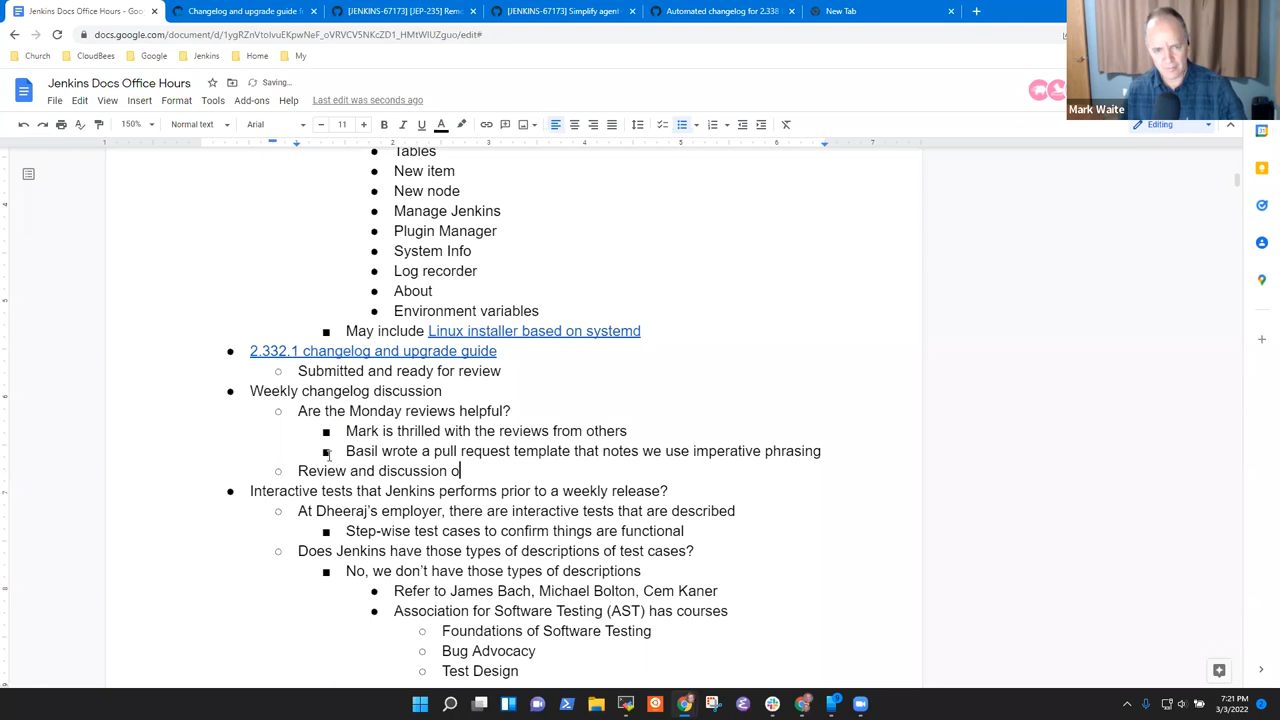 Jenkins Docs Office Hours - Goo
Changelog and upgrade guide f
[JENKINS-67173] [JEP-235] Rem
[JENKINS-67173] Simplify agent-
Automated changelog for 2.338
New Tab
docs.google.com/document/d/1ygRZnVtoIvuEKpwNeF_oVRVCV5NKcZD1_HMtWIUZguo/edit#
Church
CloudBees
Google
Jenkins
Home
My
Jenkins Docs Office Hours
Saving...
File Edit View Insert Format Tools Add-ons Help Last edit was seconds ago
Mark Waite
150% Normal text Arial 11 Editing
1 1 2 3 4 5 6 7
Tables
New item
New node
Manage Jenkins
Plugin Manager
System Info
Log recorder
About
Environment variables
May include Linux installer based on systemd
2.332.1 changelog and upgrade guide
Submitted and ready for review
Weekly changelog discussion
Are the Monday reviews helpful?
Mark is thrilled with the reviews from others
Basil wrote a pull request template that notes we use imperative phrasing
Review and discussion o
Interactive tests that Jenkins performs prior to a weekly release?
At Dheeraj's employer, there are interactive tests that are described
Step-wise test cases to confirm things are functional
Does Jenkins have those types of descriptions of test cases?
No, we don't have those types of descriptions
Refer to James Bach, Michael Bolton, Cem Kaner
Association for Software Testing (AST) has courses
Foundations of Software Testing
Bug Advocacy
Test Design
7:21 PM
3/3/2022